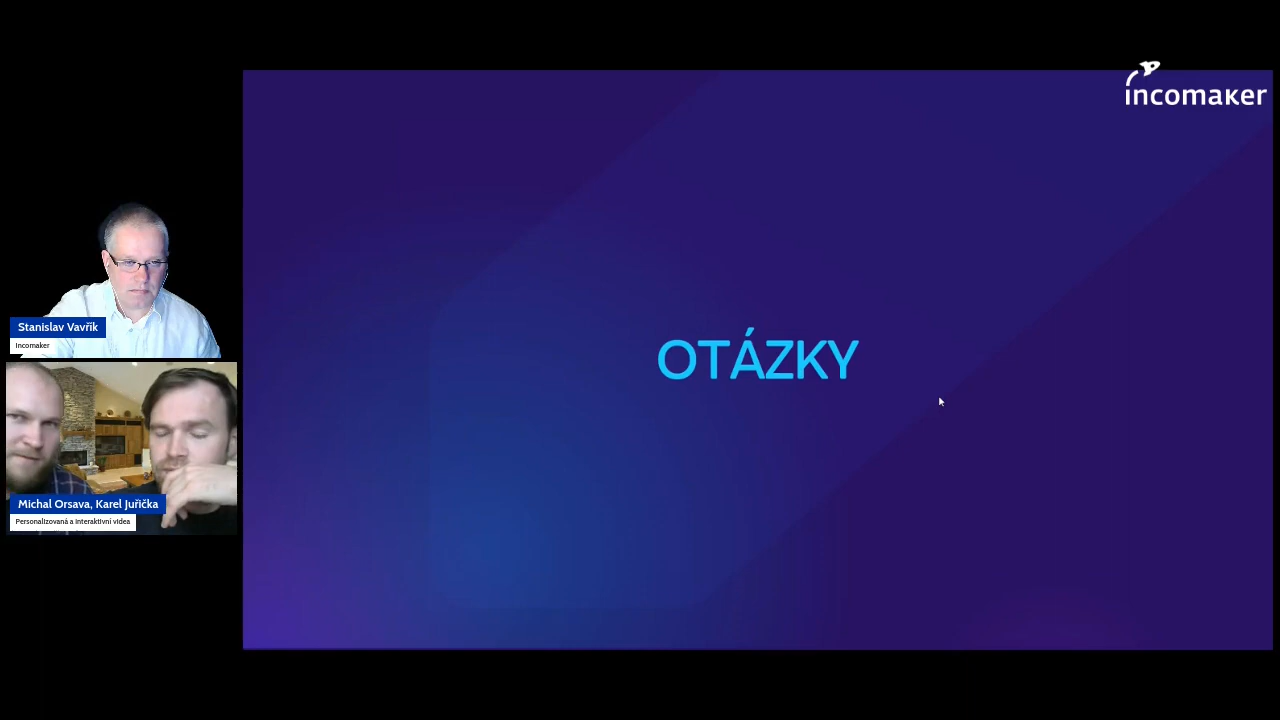 incomaker
OTÁZKY
Stanislav Vavřík
Incomaker
Michal Orsava, Karel Juřička
Personalizovaná a interaktivní videa